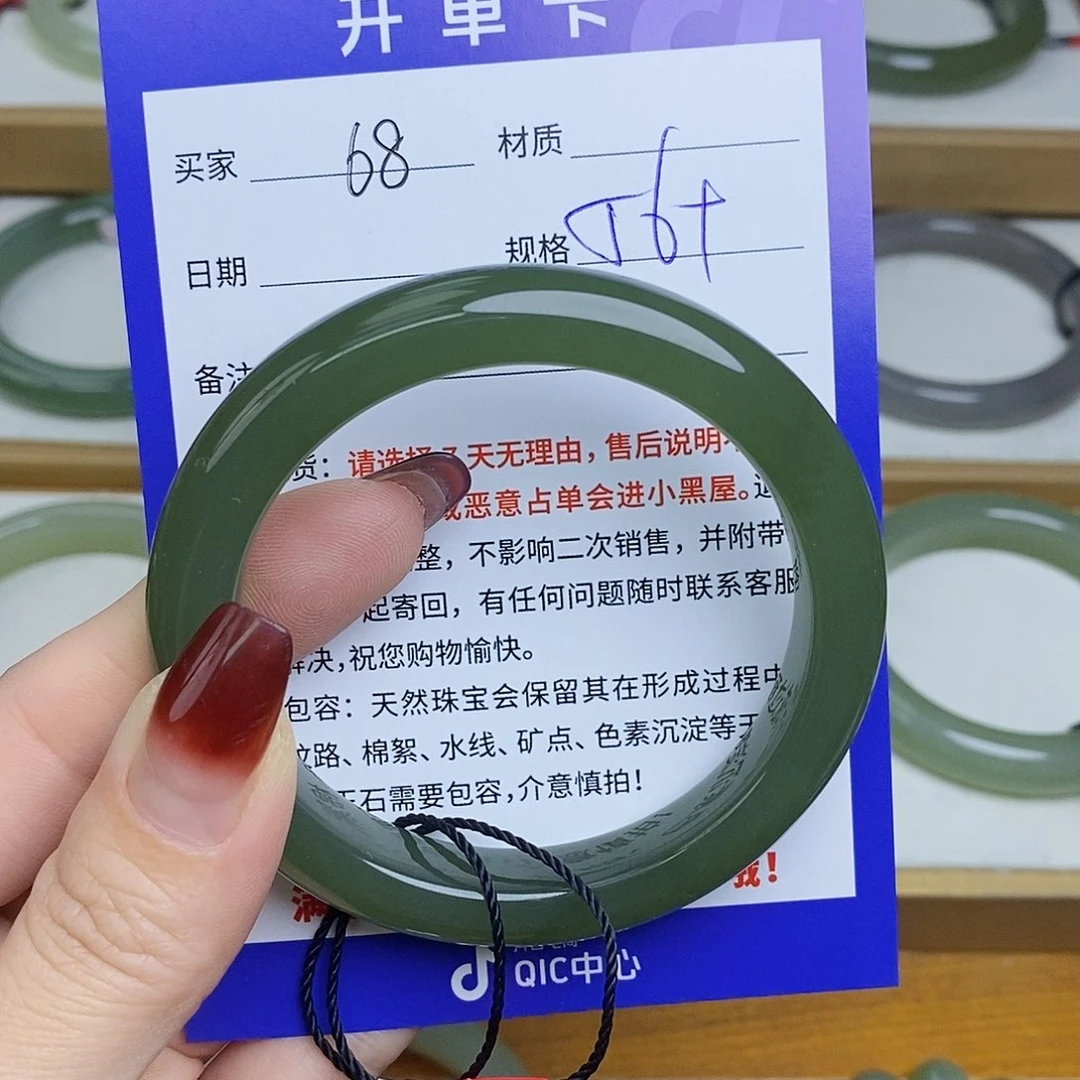 开单卡
买家 68 材质
日期 规格 56+
备注
货：请选择7天无理由，售后说明
恶意占单会进小黑屋。
整，不影响二次销售，并附带
起寄回，有任何问题随时联系客服
解决，祝您购物愉快。
包容：天然珠宝会保留其在形成过程中
纹路、棉絮、水线、矿点、色素沉淀等天
玉石需要包容，介意慎拍！
满 我！
QIC中心